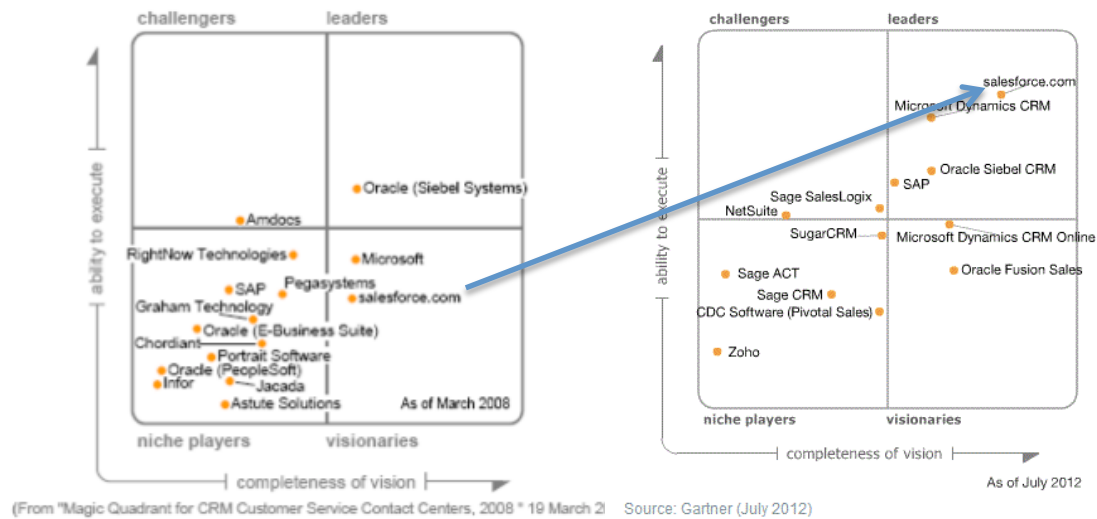 challengers
leaders
ability to execute
Oracle (Siebel Systems)
Amdocs
RightNow Technologies
Microsoft
SAP
Pegasystems
salesforce.com
Graham Technology
Oracle (E-Business Suite)
Chordiant
Portrait Software
Oracle (PeopleSoft)
Infor
Jacada
Astute Solutions
As of March 2008
niche players
visionaries
completeness of vision
(From "Magic Quadrant for CRM Customer Service Contact Centers, 2008 " 19 March 2
challengers
leaders
ability to execute
salesforce.com
Microsoft Dynamics CRM
Oracle Siebel CRM
SAP
Sage SalesLogix
NetSuite
SugarCRM
Microsoft Dynamics CRM Online
Oracle Fusion Sales
Sage ACT
Sage CRM
CDC Software (Pivotal Sales)
Zoho
niche players
visionaries
completeness of vision
As of July 2012
Source: Gartner (July 2012)